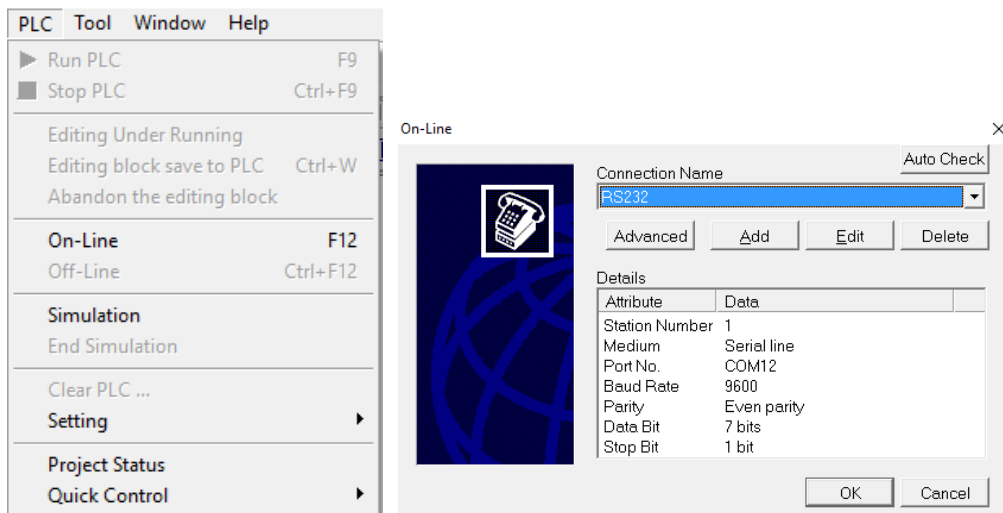 PLC Tool Window Help
Run PLC F9
Stop PLC Ctrl+F9
Editing Under Running
Editing block save to PLC Ctrl+W
Abandon the editing block
On-Line F12
Off-Line Ctrl+F12
Simulation
End Simulation
Clear PLC ...
Setting
Project Status
Quick Control
On-Line
Auto Check
Connection Name
RS232
Advanced Add Edit Delete
Details
Attribute Data
Station Number 1
Medium Serial line
Port No. COM12
Baud Rate 9600
Parity Even parity
Data Bit 7 bits
Stop Bit 1 bit
OK Cancel